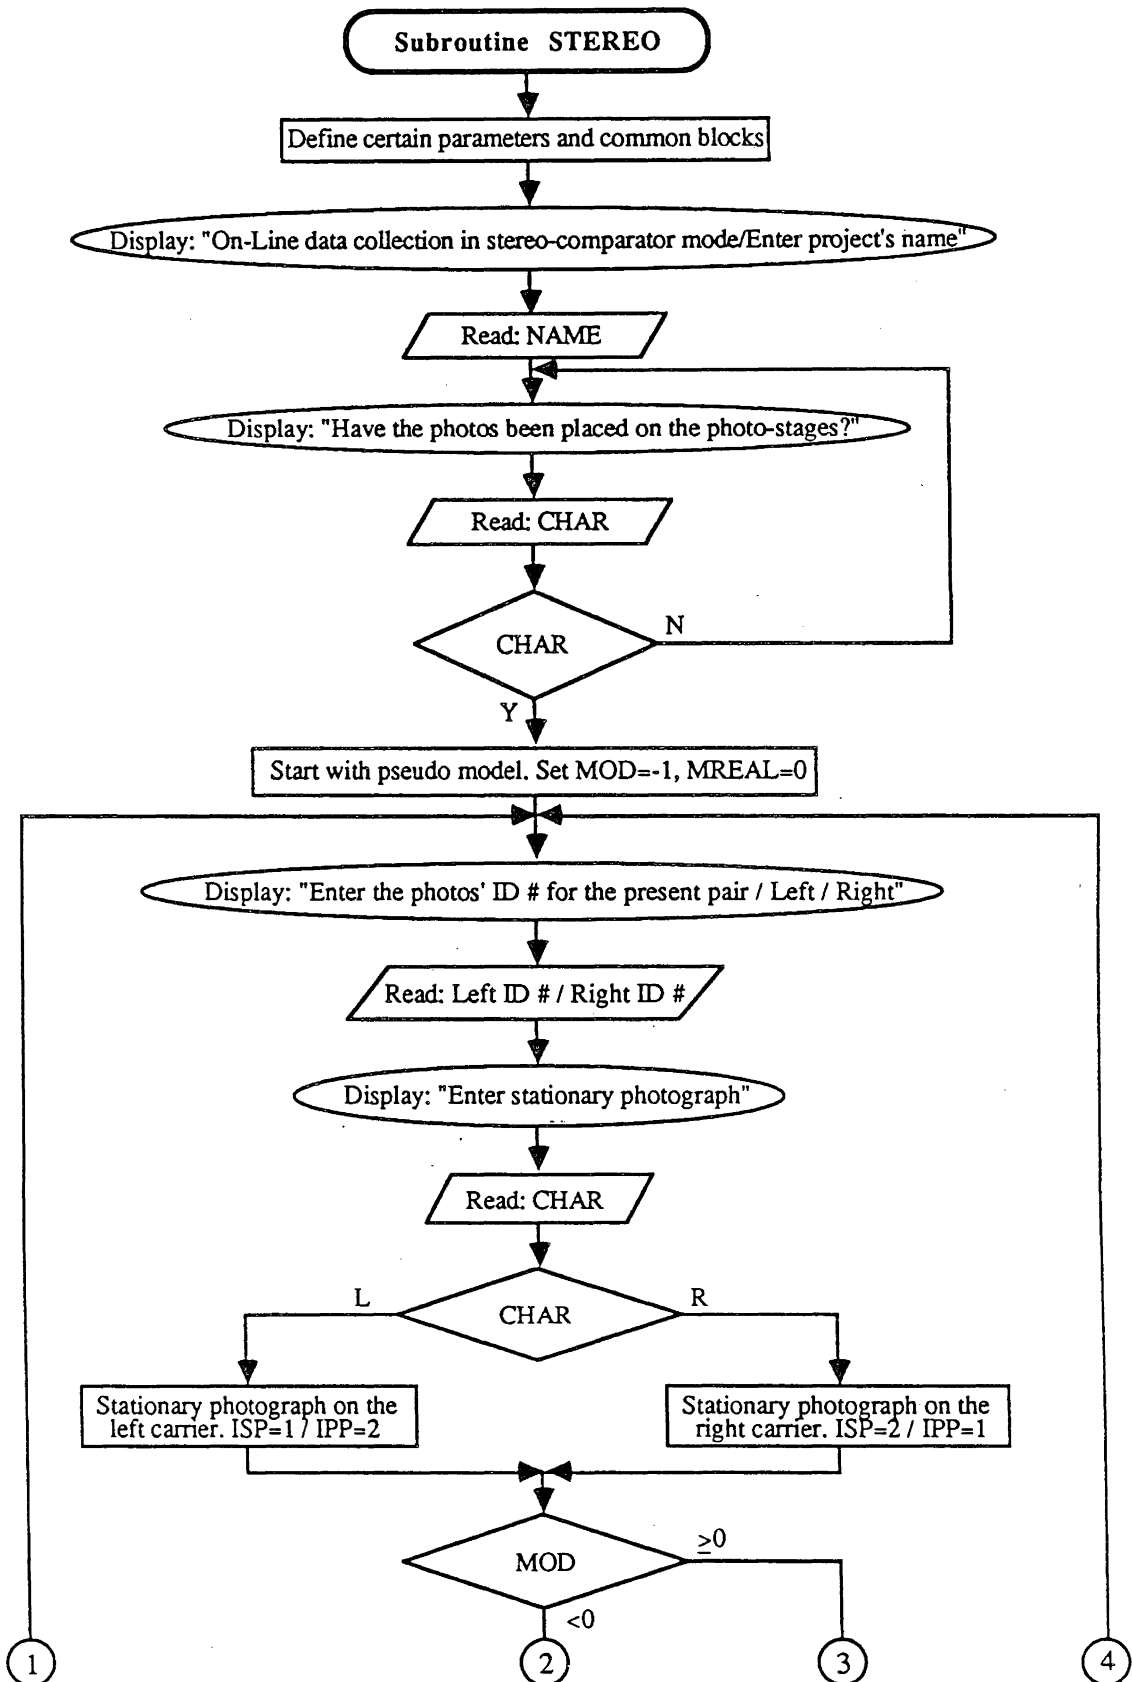 Subroutine STEREO
Define certain parameters and common blocks
Display: "On-Line data collection in stereo-comparator mode/Enter project's name"
Read: NAME
Display: "Have the photos been placed on the photo-stages?"
Read: CHAR
CHAR
N
Y
Start with pseudo model. Set MOD=-1, MREAL=0
Display: "Enter the photos' ID # for the present pair / Left / Right"
Read: Left ID # / Right ID #
Display: "Enter stationary photograph"
Read: CHAR
L
CHAR
R
Stationary photograph on the
left carrier. ISP=1 / IPP=2
Stationary photograph on the
right carrier. ISP=2 / IPP=1
MOD
≥0
<0
1
2
3
4